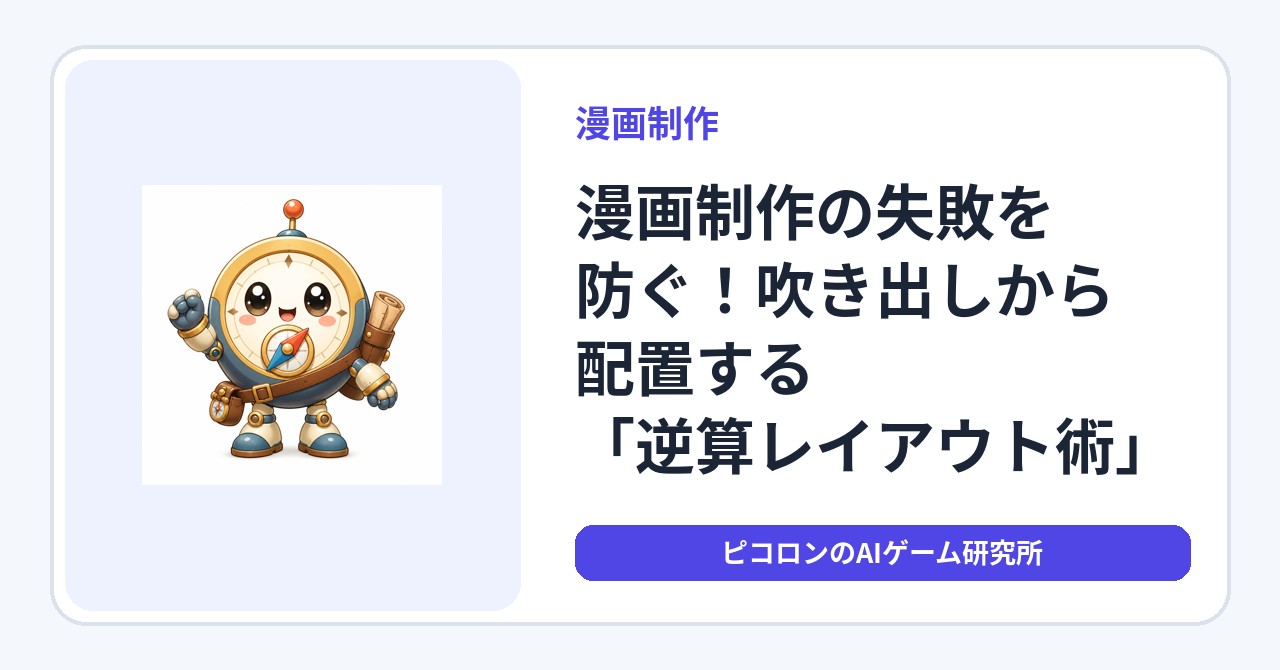 漫画制作
漫画制作の失敗を
防ぐ！吹き出しから
配置する
「逆算レイアウト術」
ピコロンのAIゲーム研究所